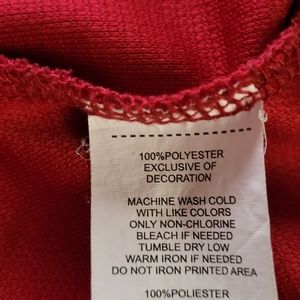 100%POLYESTER
EXCLUSIVE OF
DECORATION
MACHINE WASH COLD
WITH LIKE COLORS
ONLY NON-CHLORINE
BLEACH IF NEEDED
TUMBLE DRY LOW
WARM IRON IF NEEDED
DO NOT IRON PRINTED AREA
100%POLIESTER